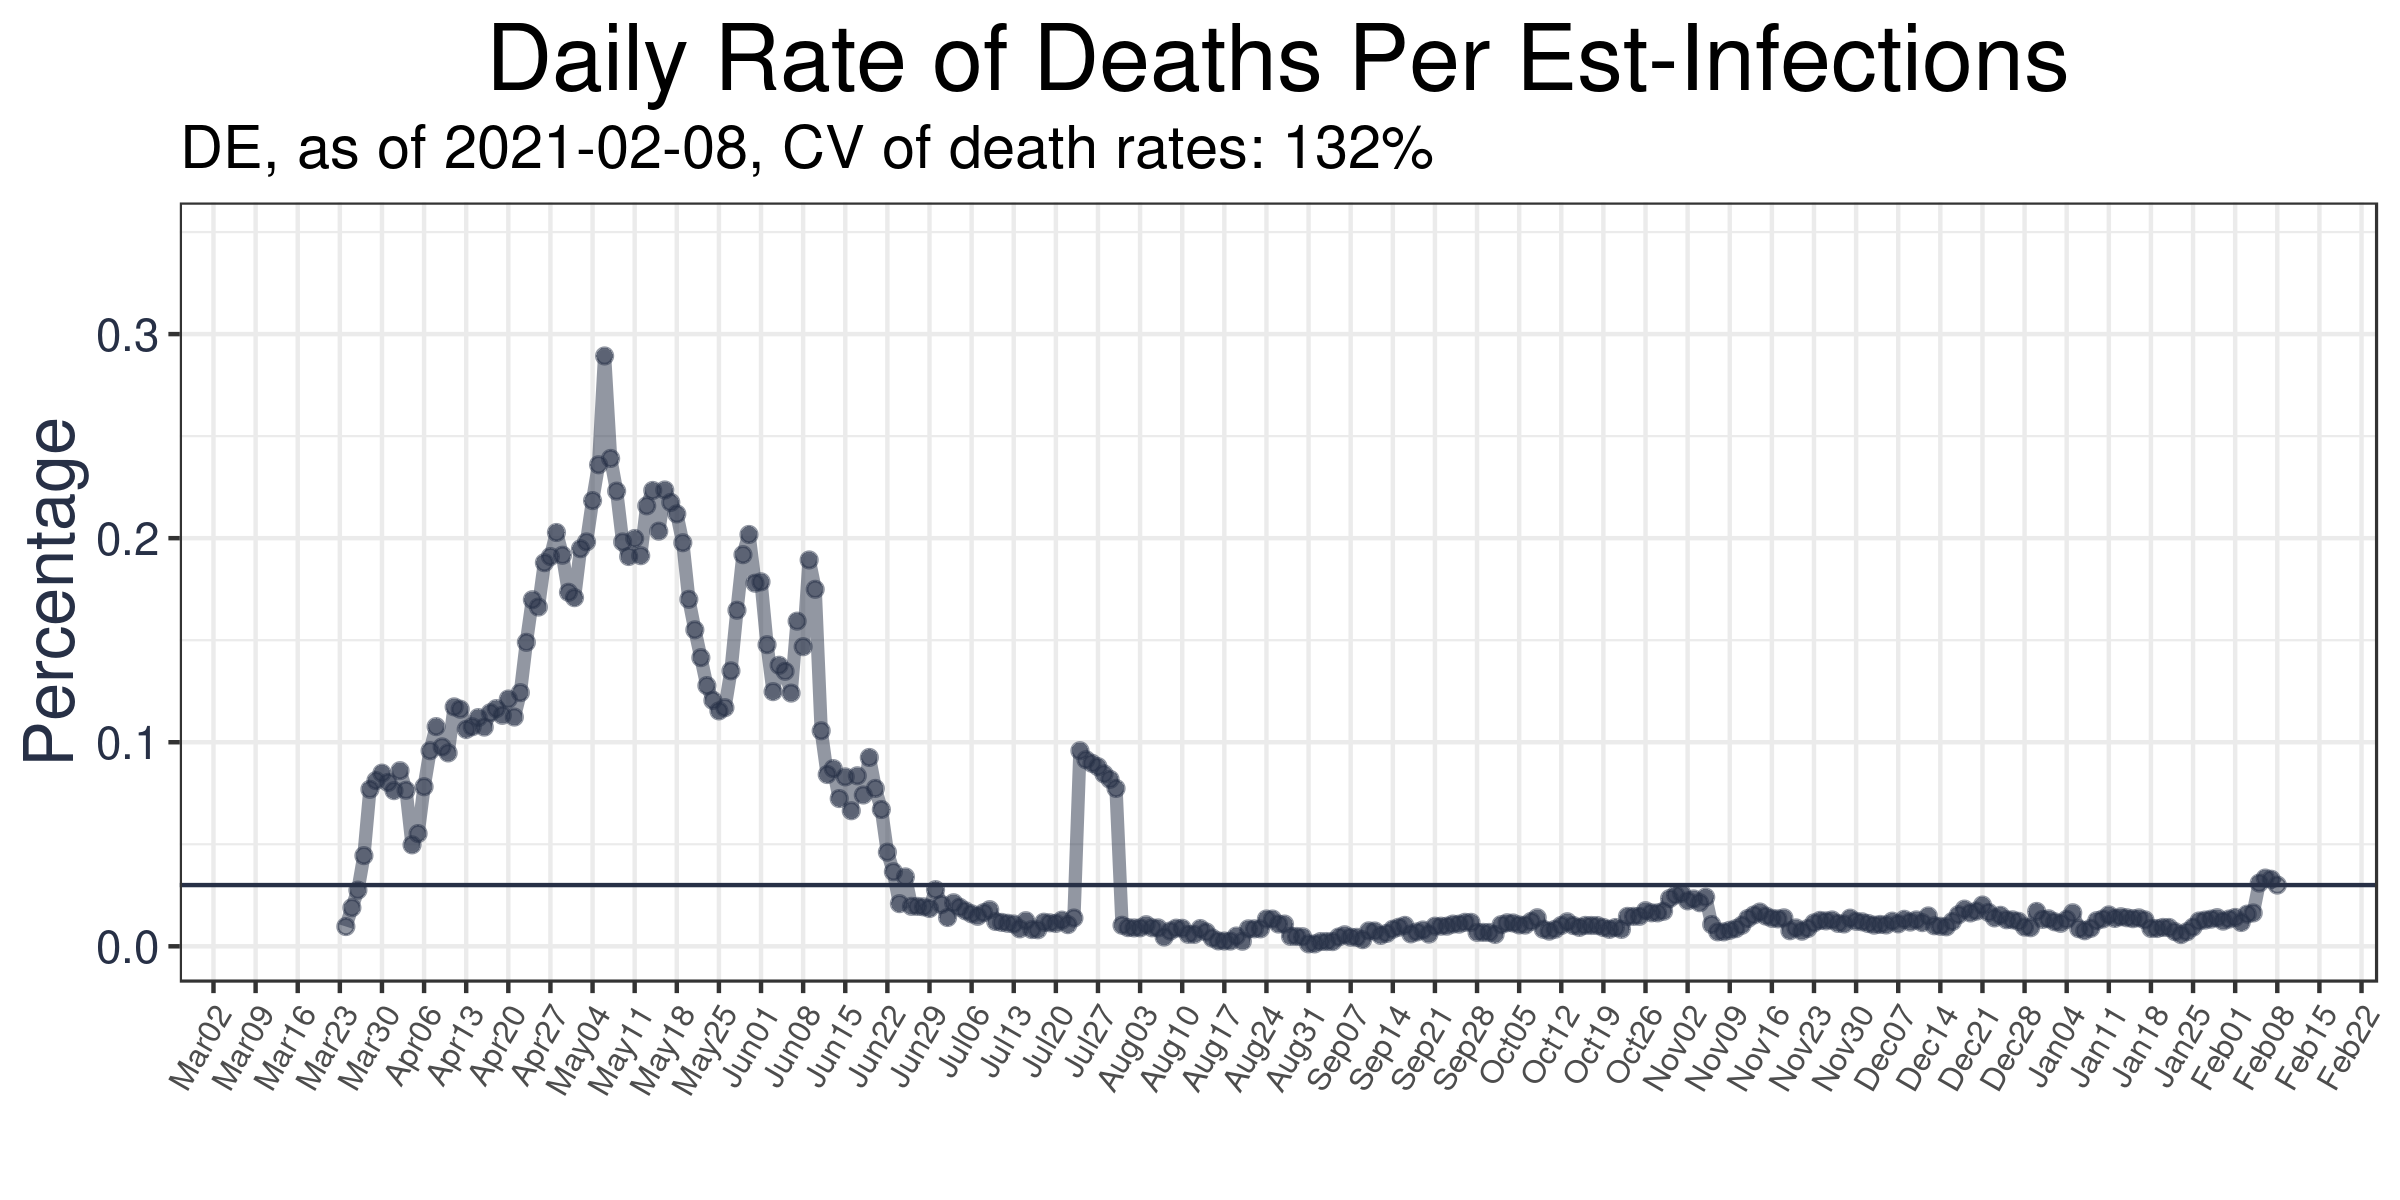 Daily Rate of Deaths Per Est-Infections
DE, as of 2021-02-08, CV of death rates: 132%
Percentage
0.3
0.2
0.1
0.0
Mar02
Mar09
Mar16
Mar23
Mar30
Apr06
Apr13
Apr20
Apr27
May04
May11
May18
May25
Jun01
Jun08
Jun15
Jun22
Jun29
Jul06
Jul13
Jul20
Jul27
Aug03
Aug10
Aug17
Aug24
Aug31
Sep07
Sep14
Sep21
Sep28
Oct05
Oct12
Oct19
Oct26
Nov02
Nov09
Nov16
Nov23
Nov30
Dec07
Dec14
Dec21
Dec28
Jan04
Jan11
Jan18
Jan25
Feb01
Feb08
Feb15
Feb22